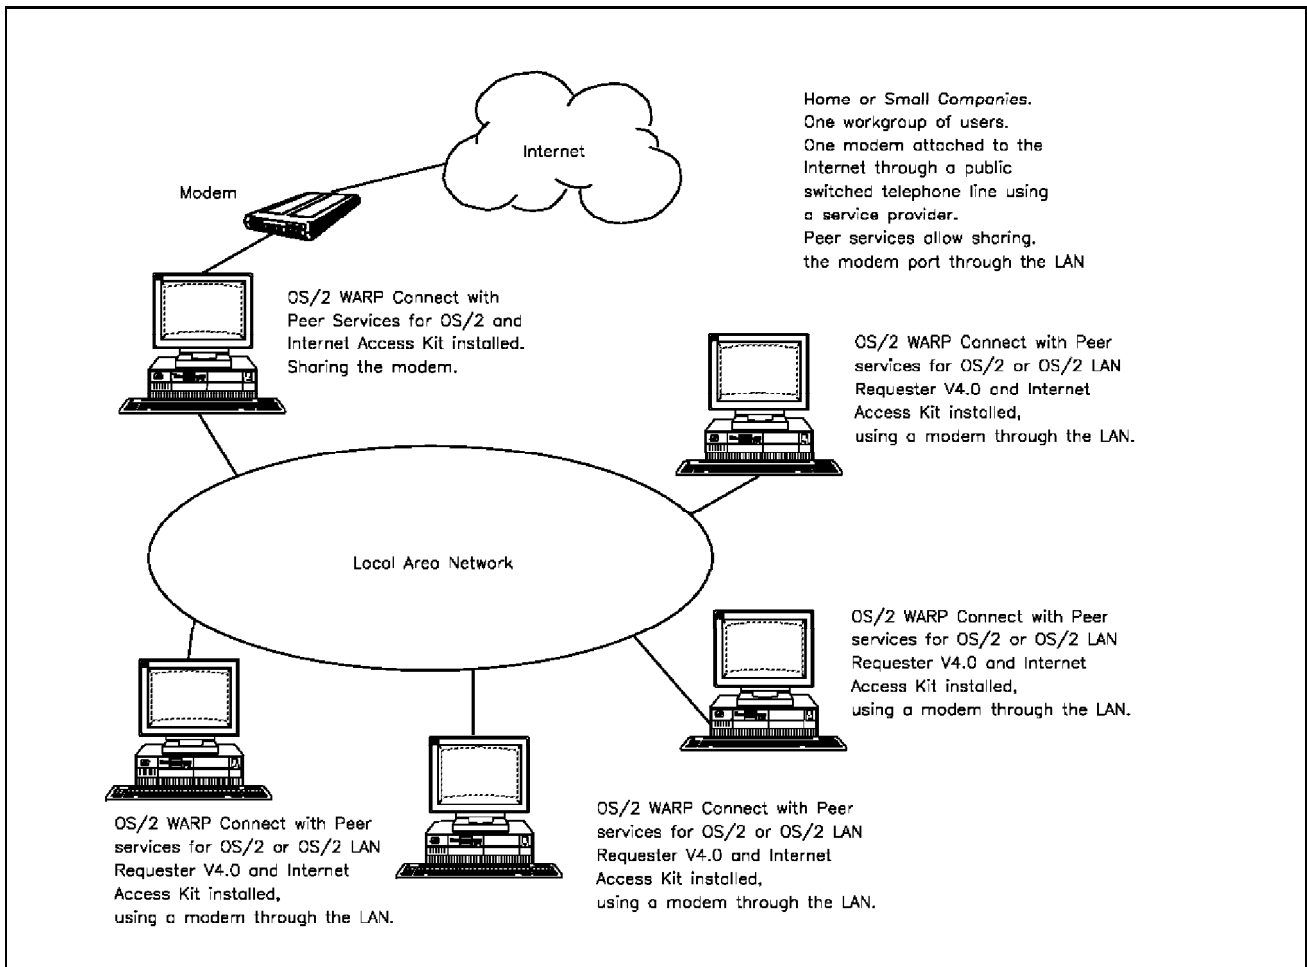 Home or Small Companies.
One workgroup of users.
One modem attached to the
Internet through a public
switched telephone line using
a service provider.
Peer services allow sharing,
the modem port through the LAN
Internet
Modem
OS/2 WARP Connect with
Peer Services for OS/2 and
Internet Access Kit installed.
Sharing the modem.
OS/2 WARP Connect with Peer
services for OS/2 or OS/2 LAN
Requester V4.0 and Internet
Access Kit installed,
using a modem through the LAN.
Local Area Network
OS/2 WARP Connect with Peer
services for OS/2 or OS/2 LAN
Requester V4.0 and Internet
Access Kit installed,
using a modem through the LAN.
OS/2 WARP Connect with Peer
services for OS/2 or OS/2 LAN
Requester V4.0 and Internet
Access Kit installed,
using a modem through the LAN.
OS/2 WARP Connect with Peer
services for OS/2 or OS/2 LAN
Requester V4.0 and Internet
Access Kit installed,
using a modem through the LAN.